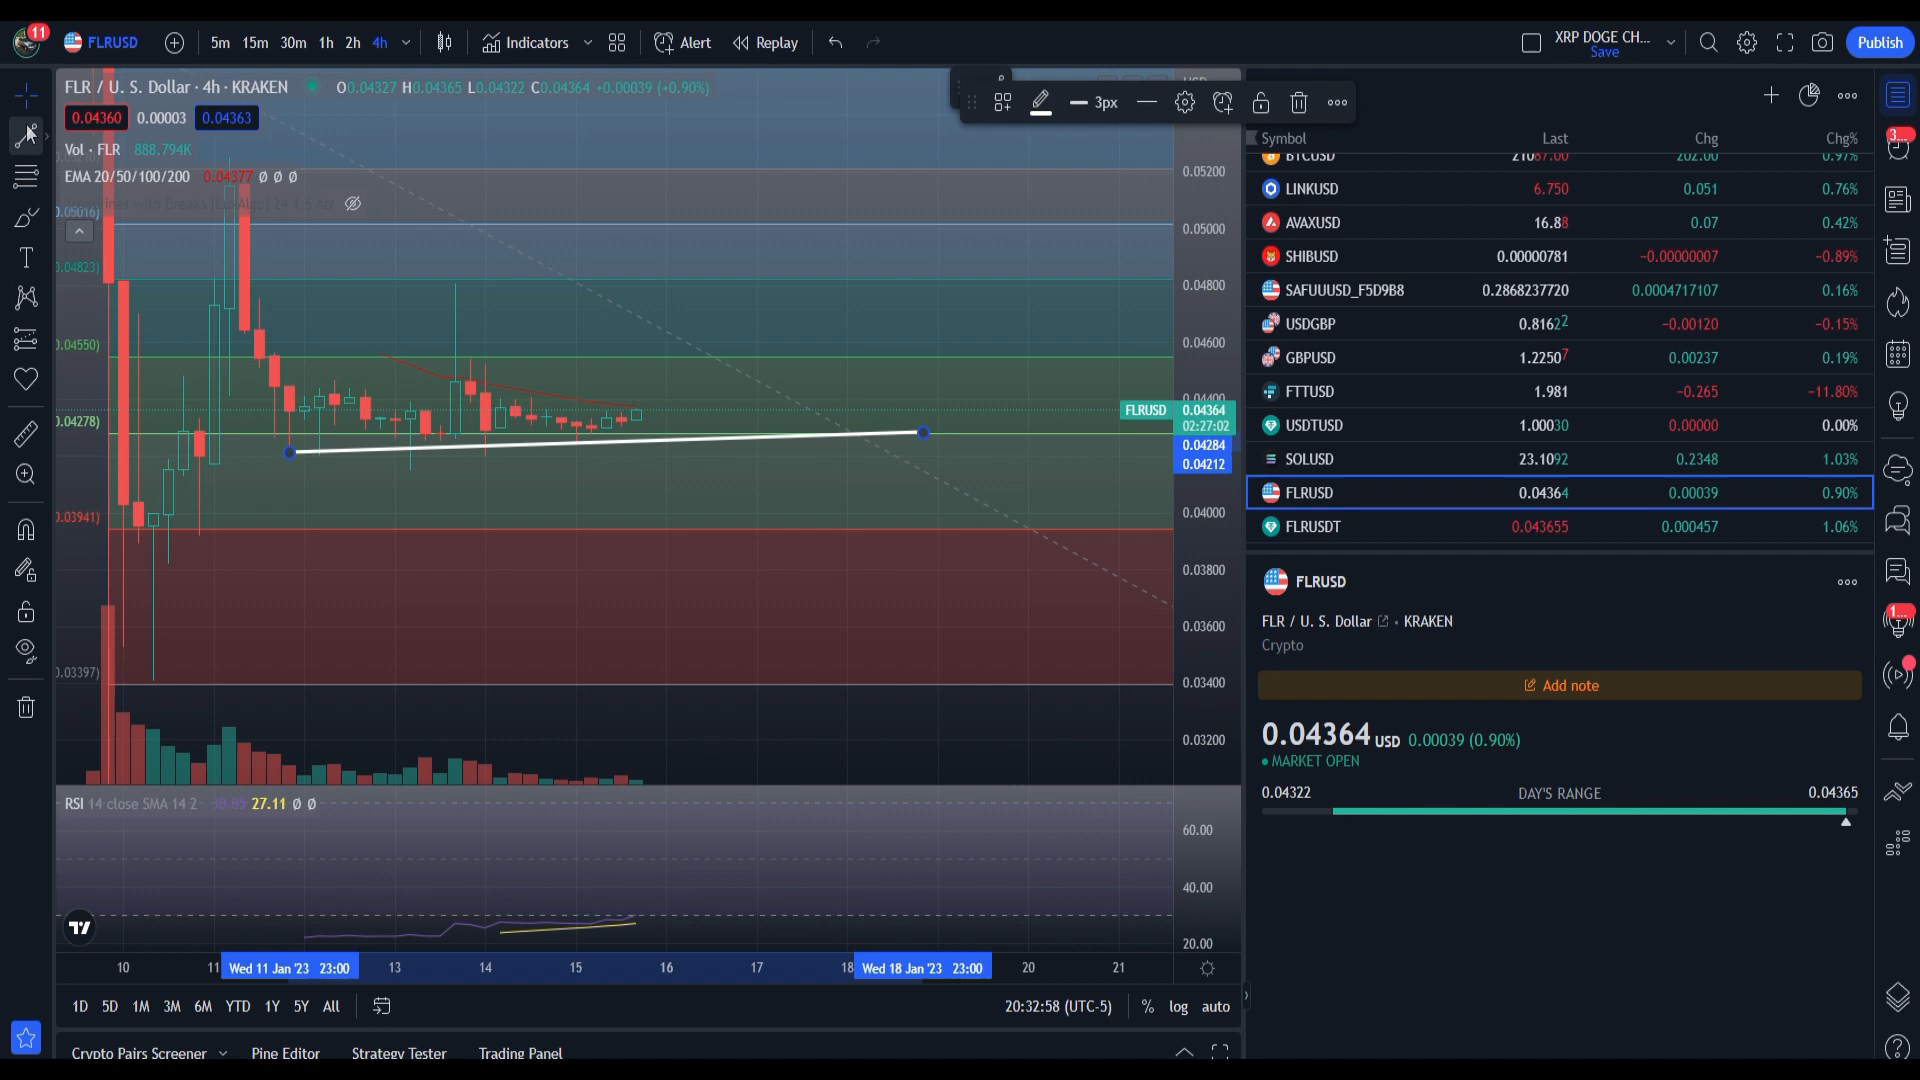 11
FLRUSD 5m 15m 30m 1h 2h 4h Indicators Alert Replay XRP DOGE CH... Save Publish
FLR / U. S. Dollar · 4h · KRAKEN O0.04327 H0.04365 L0.04322 C0.04364 +0.00039 (+0.90%)
0.04360 0.00003 0.04363
Vol · FLR 888.794K
EMA 20/50/100/200 0.04377 Ø Ø Ø
3px
0.05016)
0.04823)
0.04550)
0.04278)
0.03941)
0.03397)
0.05200
0.05000
0.04800
0.04600
0.04400
FLRUSD 0.04364
02:27:02
0.04284
0.04212
0.04000
0.03800
0.03600
0.03400
0.03200
RSI 14 close SMA 14 2 30.05 27.11 Ø Ø
60.00
40.00
20.00
10 11 Wed 11 Jan '23 23:00 13 14 15 16 17 18 Wed 18 Jan '23 23:00 20 21
1D 5D 1M 3M 6M YTD 1Y 5Y All 20:32:58 (UTC-5) % log auto
Crypto Pairs Screener Pine Editor Strategy Tester Trading Panel
Symbol Last Chg Chg%
BTCUSD 21087.00 202.00 0.97%
LINKUSD 6.750 0.051 0.76%
AVAXUSD 16.88 0.07 0.42%
SHIBUSD 0.00000781 −0.00000007 −0.89%
SAFUUUSD_F5D9B8 0.2868237720 0.0004717107 0.16%
USDGBP 0.8162² −0.00120 −0.15%
GBPUSD 1.2250⁷ 0.00237 0.19%
FTTUSD 1.981 −0.265 −11.80%
USDTUSD 1.00030 0.00000 0.00%
SOLUSD 23.1092 0.2348 1.03%
FLRUSD 0.04364 0.00039 0.90%
FLRUSDT 0.043655 0.000457 1.06%
FLRUSD
FLR / U. S. Dollar • KRAKEN
Crypto
Add note
0.04364 USD 0.00039 (0.90%)
MARKET OPEN
0.04322 DAY'S RANGE 0.04365
3...
1...